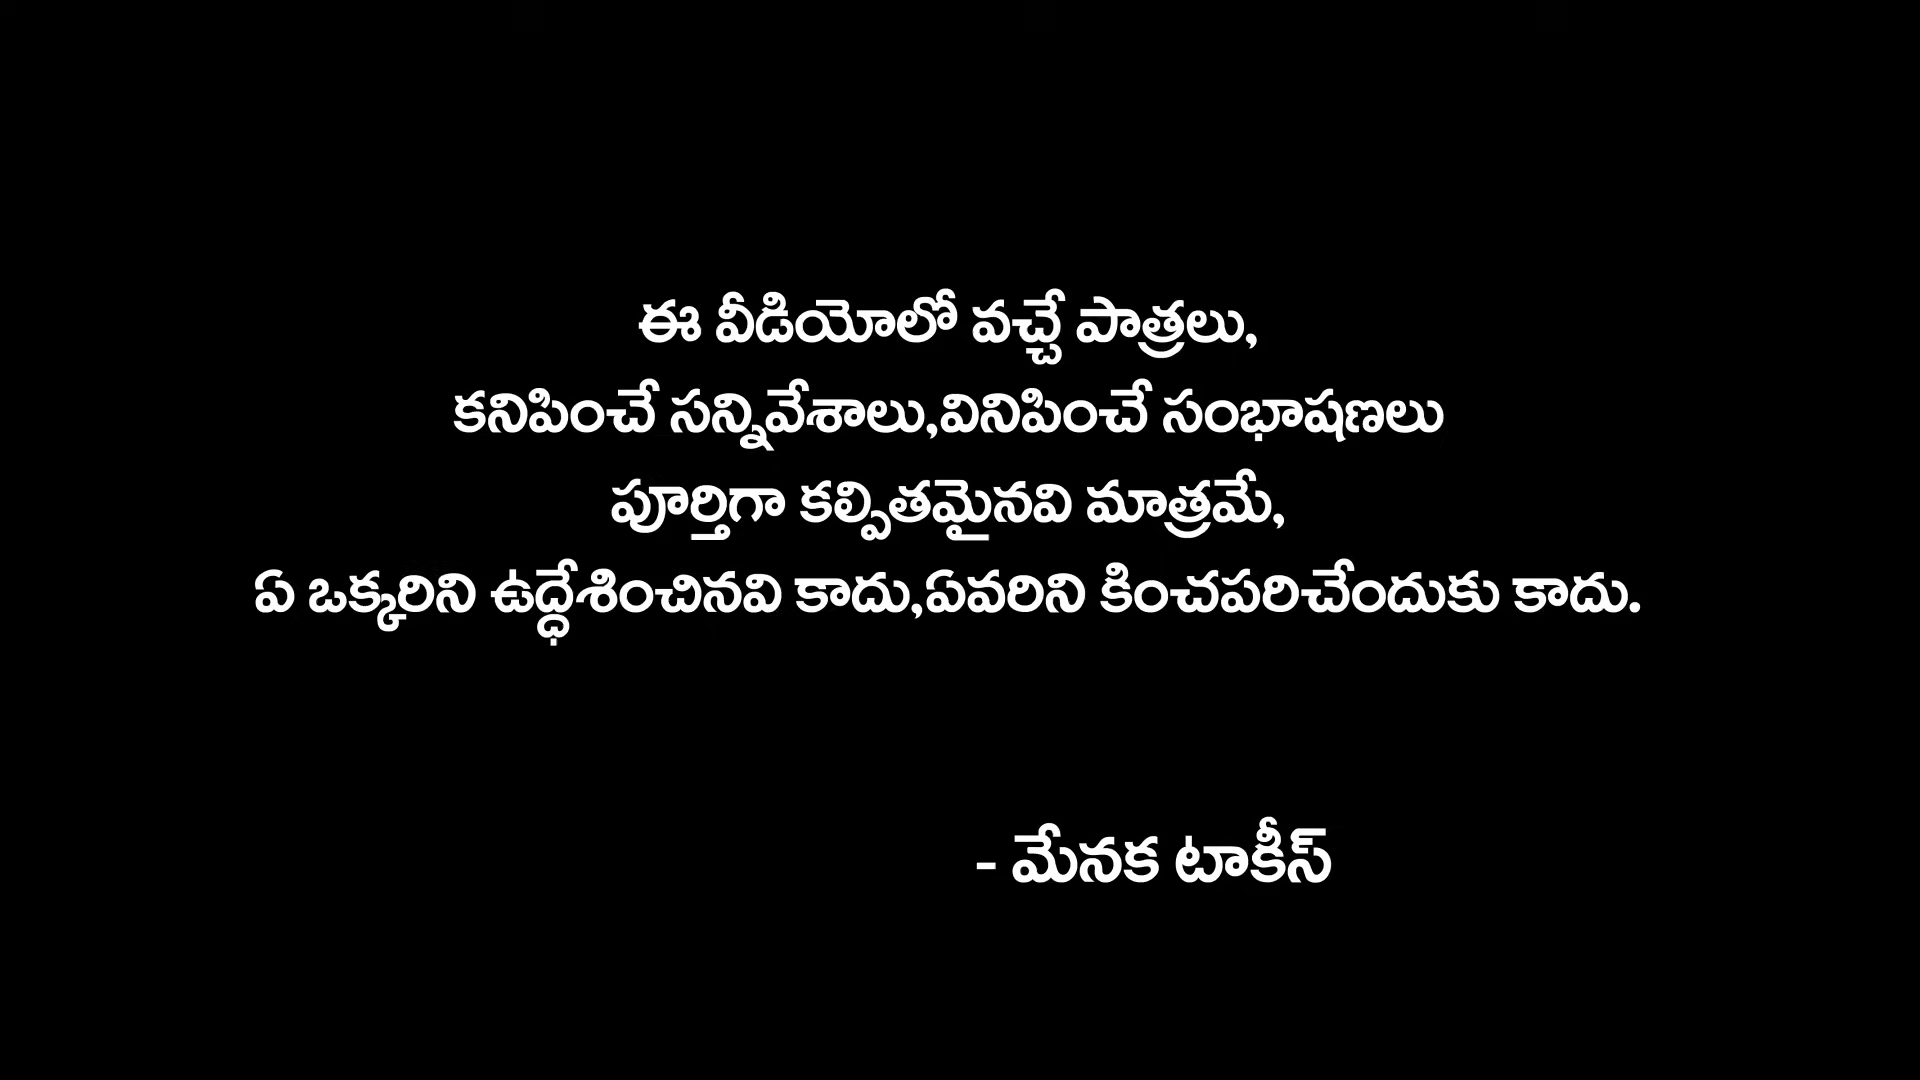 ఈ వీడియోలో వచ్చే పాత్రలు,
కనిపించే సన్నివేశాలు,వినిపించే సంభాషణలు
పూర్తిగా కల్పితమైనవి మాత్రమే,
ఏ ఒక్కరిని ఉద్ధేశించినవి కాదు,ఏవరిని కించపరిచేందుకు కాదు.
- మేనక టాకీస్